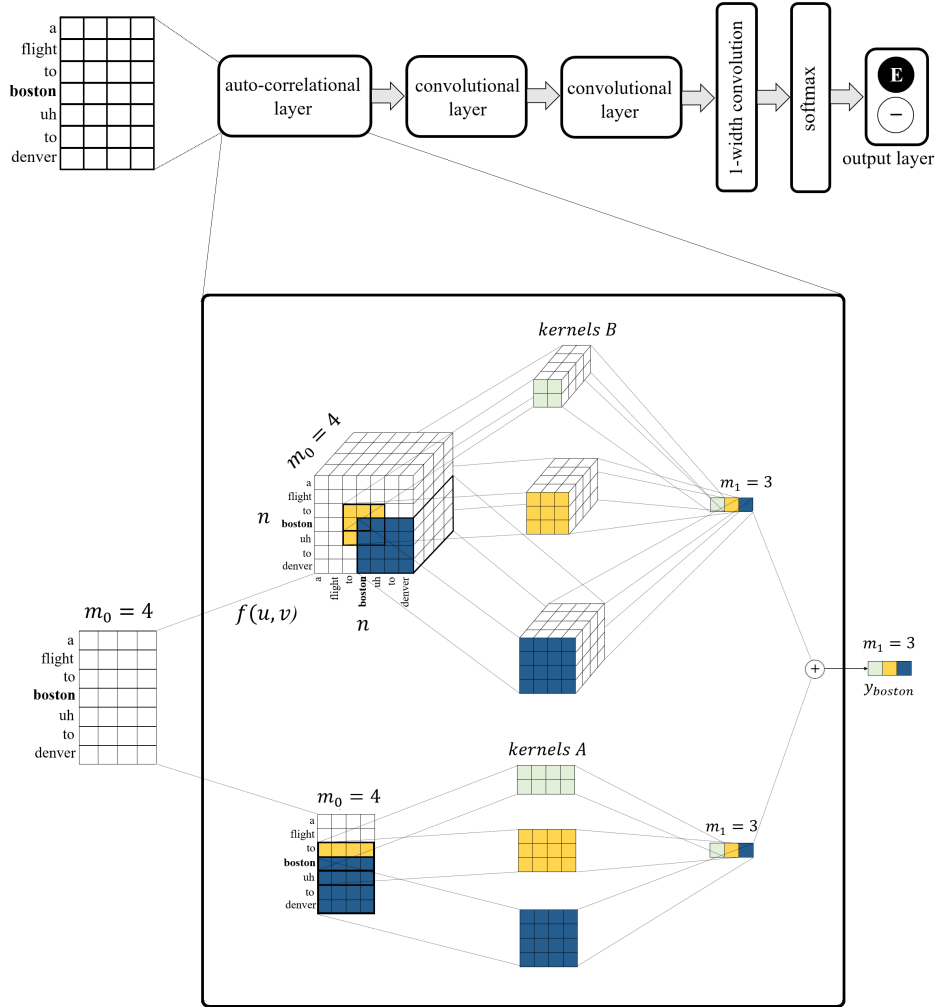 a
flight
to
boston
uh
to
denver
auto-correlational
layer
convolutional
layer
convolutional
layer
1-width convolution
softmax
E
−
output layer
kernels B
m₀ = 4
a
flight
to
boston
uh
to
denver
n
a
flight
to
boston
uh
to
denver
n
f(u,v)
m₁ = 3
m₀ = 4
a
flight
to
boston
uh
to
denver
+
m₁ = 3
y_boston
kernels A
m₀ = 4
a
flight
to
boston
uh
to
denver
m₁ = 3